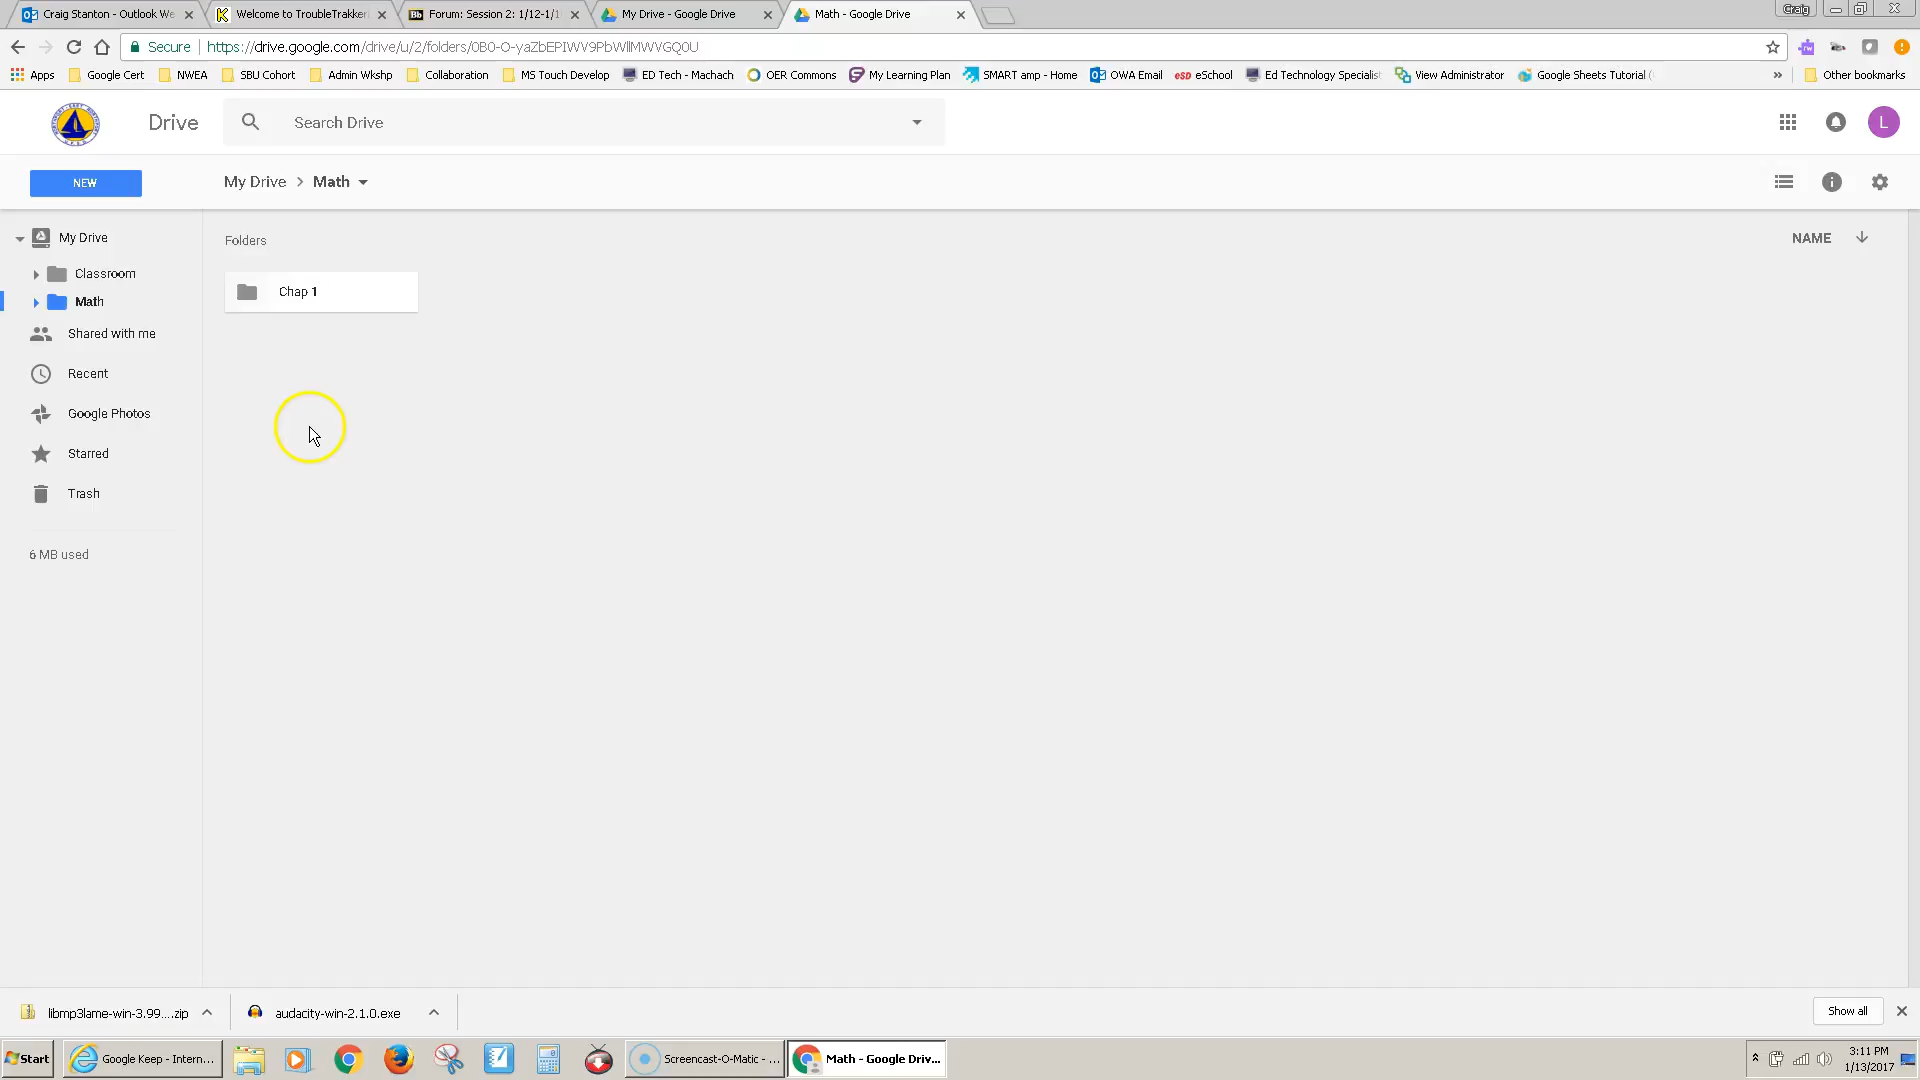 Craig Stanton - Outlook We
Welcome to TroubleTrakker
Forum: Session 2: 1/12-1/1
My Drive - Google Drive
Math - Google Drive
Craig
Secure
https://drive.google.com/drive/u/2/folders/0B0-O-yaZbEPIWV9PbWllMWVGQ0U
Apps
Google Cert
NWEA
SBU Cohort
Admin Wkshp
Collaboration
MS Touch Develop
ED Tech - Machach
OER Commons
My Learning Plan
SMART amp - Home
OWA Email
esd eSchool
Ed Technology Specialist
View Administrator
Google Sheets Tutorial (
»
Other bookmarks
Drive
Search Drive
L
NEW
My Drive > Math
My Drive
Classroom
Math
Shared with me
Recent
Google Photos
Starred
Trash
6 MB used
Folders
NAME
Chap 1
libmp3lame-win-3.99....zip
audacity-win-2.1.0.exe
Show all
Start
Google Keep - Intern...
Screencast-O-Matic - ...
Math - Google Driv...
3:11 PM
1/13/2017